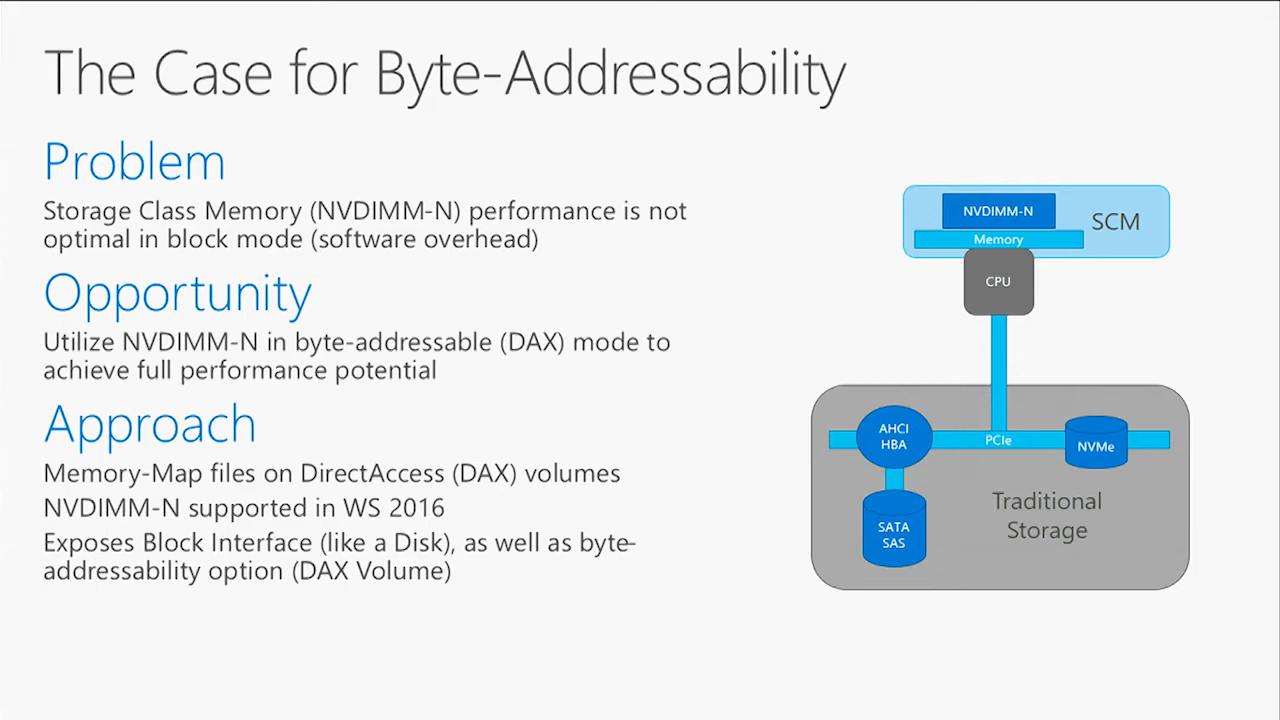 The Case for Byte-Addressability
Problem
Storage Class Memory (NVDIMM-N) performance is not
optimal in block mode (software overhead)
Opportunity
Utilize NVDIMM-N in byte-addressable (DAX) mode to
achieve full performance potential
Approach
Memory-Map files on DirectAccess (DAX) volumes
NVDIMM-N supported in WS 2016
Exposes Block Interface (like a Disk), as well as byte-
addressability option (DAX Volume)
NVDIMM-N
SCM
Memory
CPU
AHCI
HBA
PCIe
NVMe
SATA
SAS
Traditional
Storage